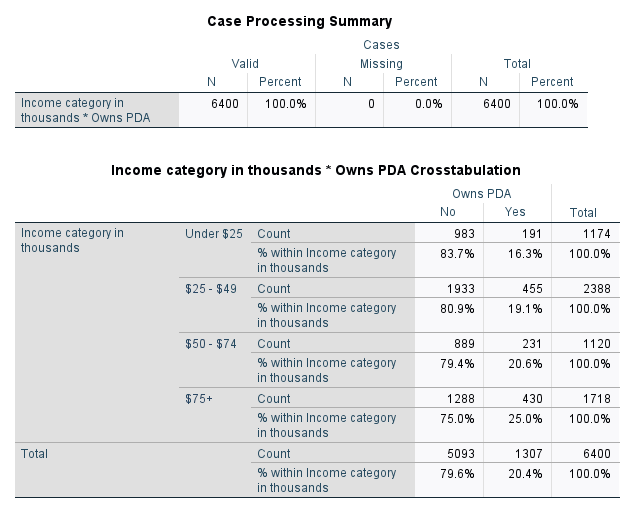 Case Processing Summary
Cases
Valid Missing Total
N Percent N Percent N Percent
Income category in
thousands * Owns PDA 6400 100.0% 0 0.0% 6400 100.0%
Income category in thousands * Owns PDA Crosstabulation
Owns PDA
No Yes Total
Income category in
thousands Under $25 Count 983 191 1174
% within Income category
in thousands 83.7% 16.3% 100.0%
$25 - $49 Count 1933 455 2388
% within Income category
in thousands 80.9% 19.1% 100.0%
$50 - $74 Count 889 231 1120
% within Income category
in thousands 79.4% 20.6% 100.0%
$75+ Count 1288 430 1718
% within Income category
in thousands 75.0% 25.0% 100.0%
Total Count 5093 1307 6400
% within Income category
in thousands 79.6% 20.4% 100.0%